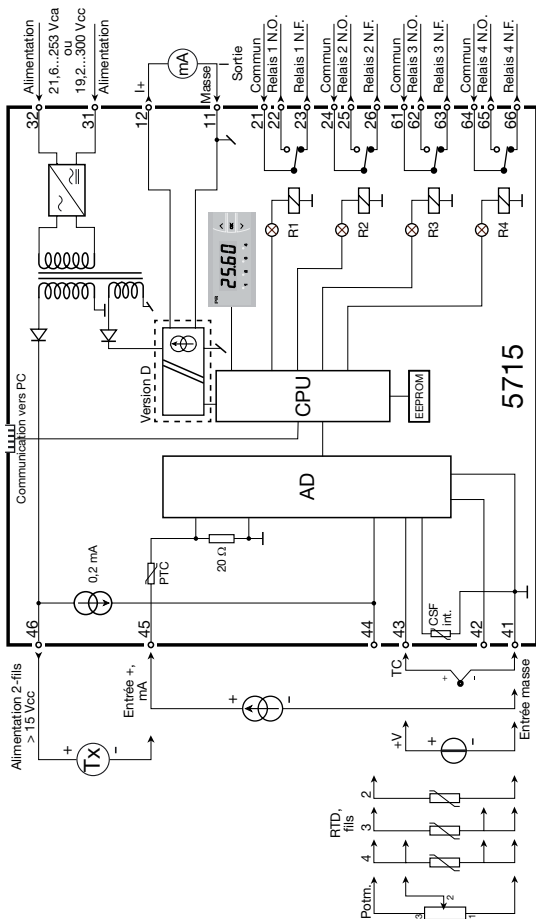 Alimentation
21,6...253 Vca
ou
19,2...300 Vcc
Alimentation
I+
mA
Masse
I
Sortie
Commun
Relais 1 N.O.
Relais 1 N.F.
Commun
Relais 2 N.O.
Relais 2 N.F.
Commun
Relais 3 N.O.
Relais 3 N.F.
Commun
Relais 4 N.O.
Relais 4 N.F.
32
31
12
11
21
22
23
24
25
26
61
62
63
64
65
66
R1
R2
R3
R4
25.60
OK
Version D
Communication vers PC
CPU
EEPROM
5715
AD
0,2 mA
PTC
20 Ω
CSF
int.
46
45
44
43
42
41
Alimentation 2-fils
> 15 Vcc
+
Tx
-
Entrée +,
mA
+
-
TC
+
-
Entrée masse
+V
+
-
RTD,
fils
2
3
4
Potm.
3
2
1